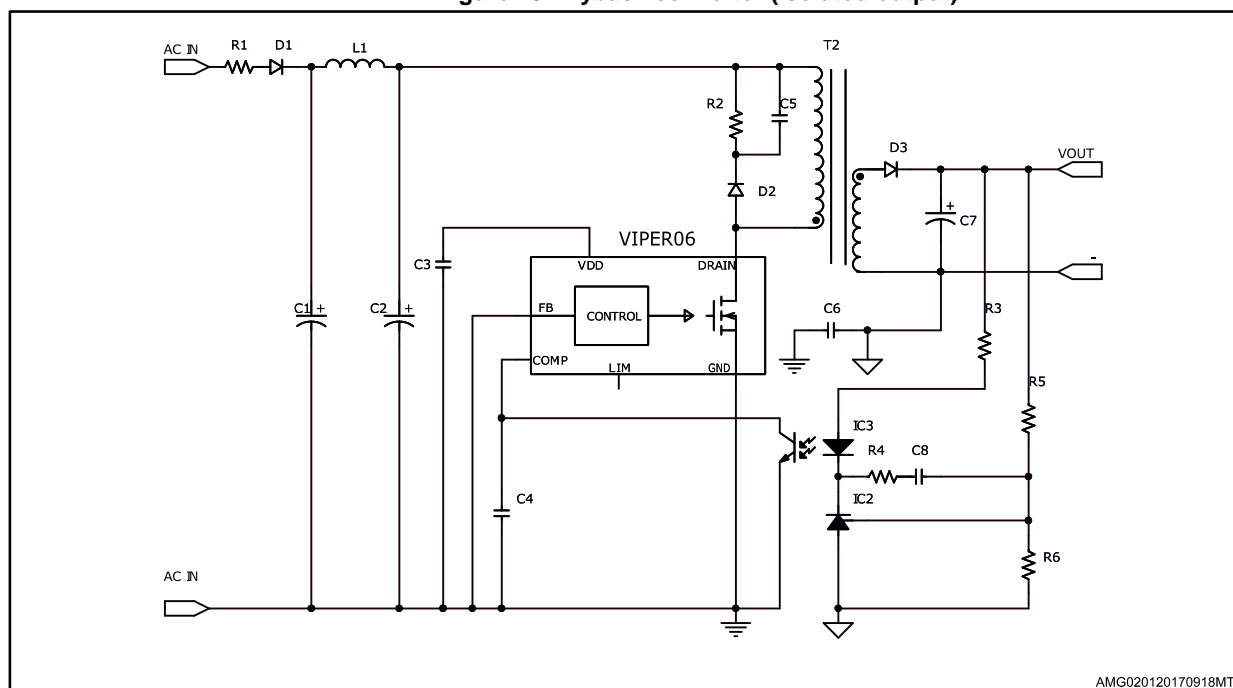 AC IN
R1
D1
L1
T2
R2
C5
D3
VOUT
D2
+
C7
-
VIPER06
C3
VDD
DRAIN
C1
+
C2
+
FB
CONTROL
C6
R3
COMP
LIM
GND
R5
IC3
R4
C8
C4
IC2
R6
AC IN
AMG020120170918MT